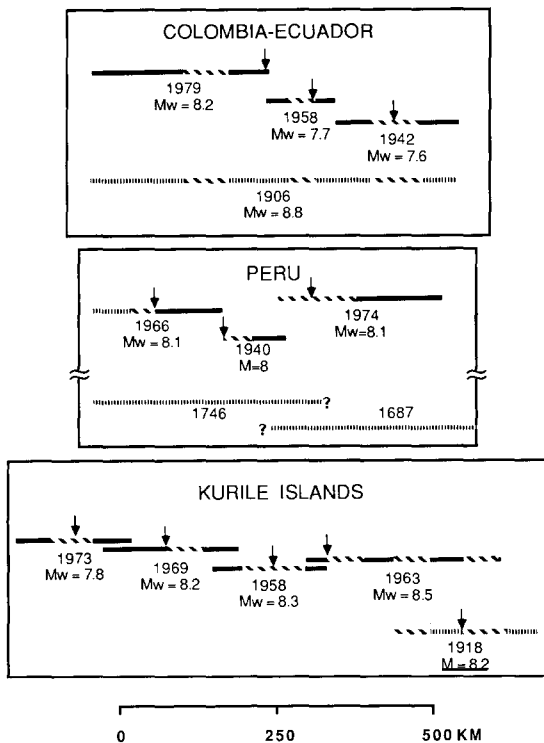 COLOMBIA-ECUADOR
1979
Mw = 8.2
1958
Mw = 7.7
1942
Mw = 7.6
1906
Mw = 8.8
PERU
1966
Mw = 8.1
1940
M=8
1974
Mw=8.1
1746
?
?
1687
KURILE ISLANDS
1973
Mw = 7.8
1969
Mw = 8.2
1958
Mw = 8.3
1963
Mw = 8.5
1918
M = 8.2
0 250 500 KM